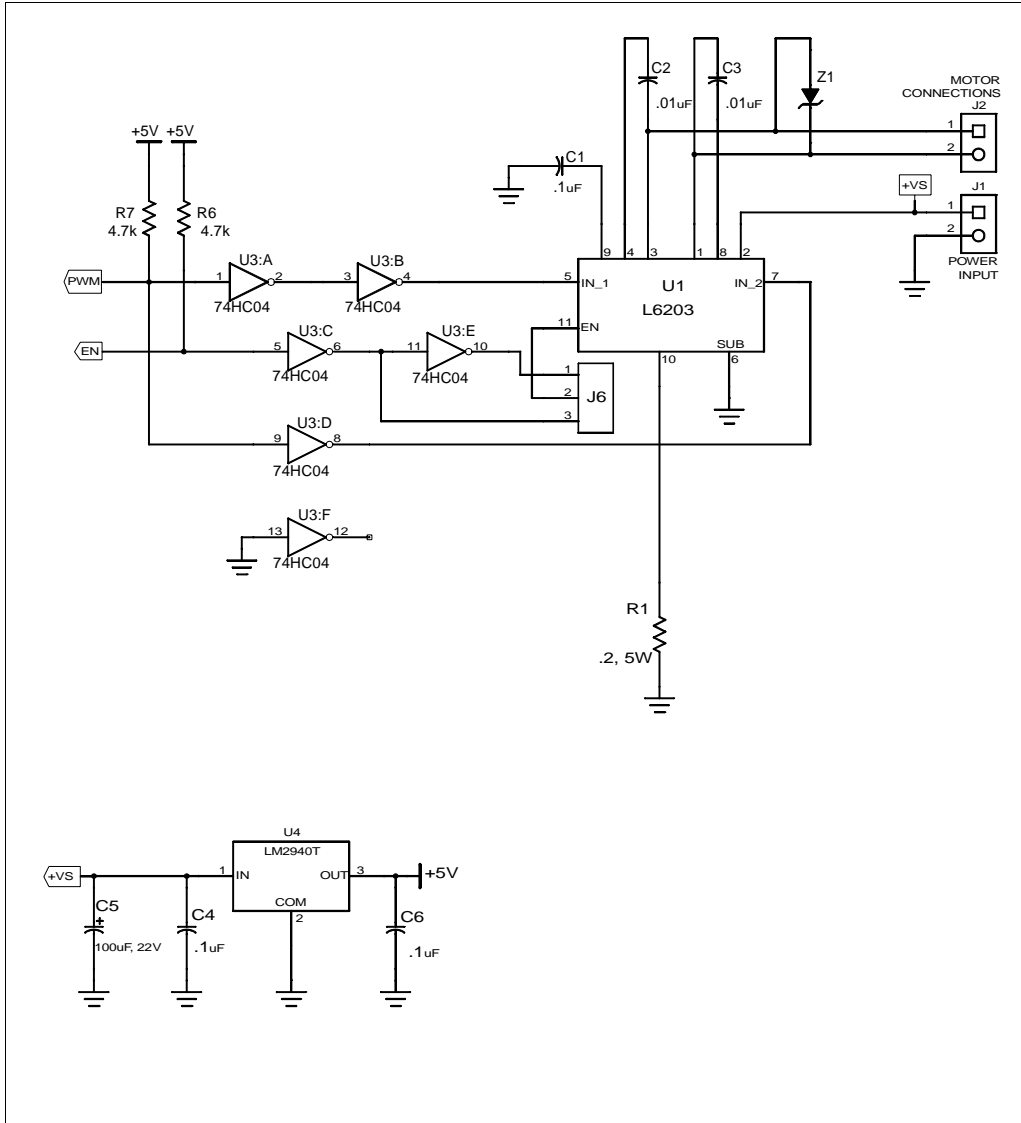 C2
.01uF
C3
.01uF
Z1
MOTOR
CONNECTIONS
J2
1
2
+5V
+5V
C1
.1uF
+VS
J1
1
2
POWER
INPUT
R7
4.7k
R6
4.7k
9
4
3
1
8
2
PWM
1
U3:A
2
74HC04
3
U3:B
4
74HC04
5
IN_1
U1
L6203
IN_2
7
11
EN
SUB
10
6
EN
5
U3:C
6
74HC04
11
U3:E
10
74HC04
1
2
3
J6
9
U3:D
8
74HC04
13
U3:F
12
74HC04
R1
.2, 5W
U4
LM2940T
+VS
1
IN
OUT
3
+5V
COM
2
C5
+
100uF, 22V
C4
.1uF
C6
.1uF